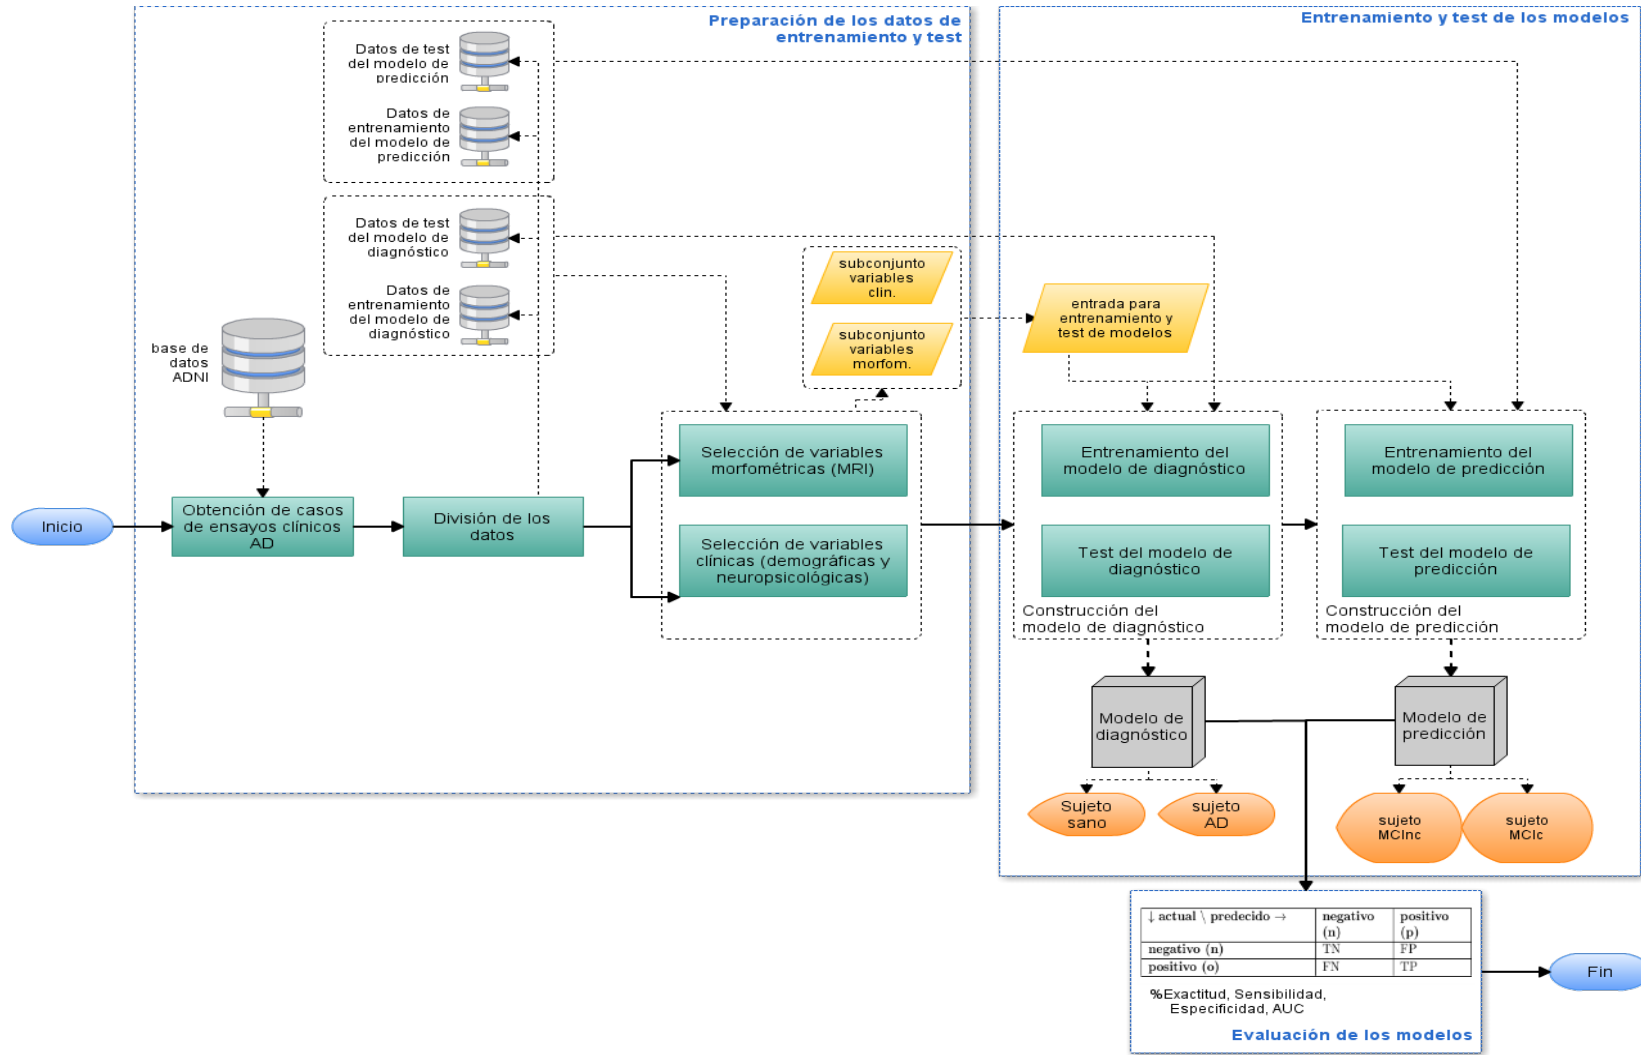 Preparación de los datos de
entrenamiento y test
Datos de test
del modelo de
predicción
Datos de
entrenamiento
del modelo de
predicción
Datos de test
del modelo de
diagnóstico
Datos de
entrenamiento
del modelo de
diagnóstico
base de
datos
ADNI
subconjunto
variables
clin.
subconjunto
variables
morfom.
Inicio
Obtención de casos
de ensayos clínicos
AD
División de los
datos
Selección de variables
morfométricas (MRI)
Selección de variables
clínicas (demográficas y
neuropsicológicas)
Entrenamiento y test de los modelos
entrada para
entrenamiento y
test de modelos
Entrenamiento del
modelo de diagnóstico
Test del modelo de
diagnóstico
Construcción del
modelo de diagnóstico
Entrenamiento del
modelo de predicción
Test del modelo de
predicción
Construcción del
modelo de predicción
Modelo de
diagnóstico
Modelo de
predicción
Sujeto
sano
sujeto
AD
sujeto
MCInc
sujeto
MCIc
↓ actual \ predecido → negativo positivo
(n) (p)
negativo (n) TN FP
positivo (o) FN TP
%Exactitud, Sensibilidad,
Especificidad, AUC
Evaluación de los modelos
Fin